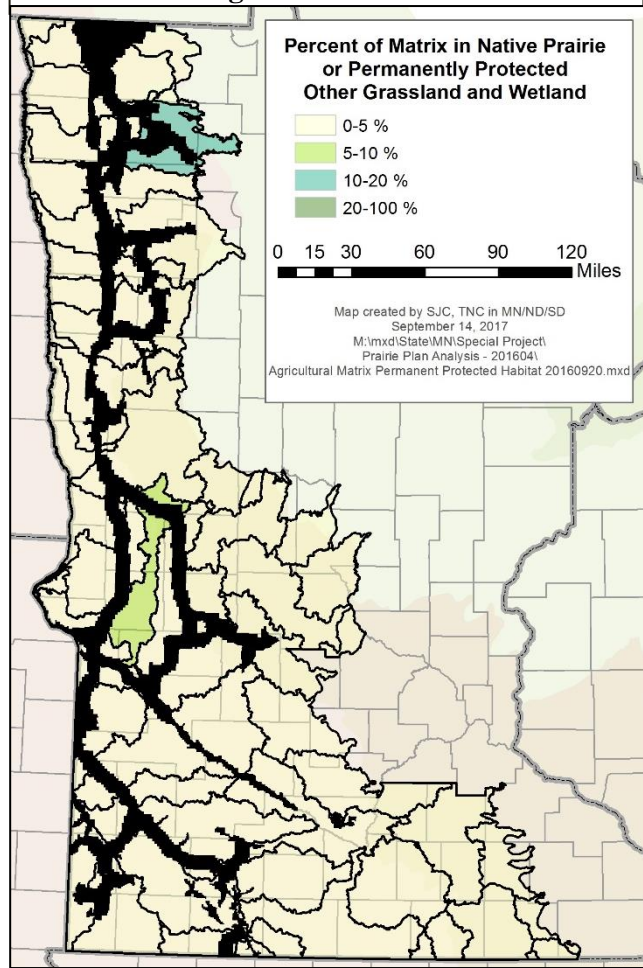 Percent of Matrix in Native Prairie
or Permanently Protected
Other Grassland and Wetland
0-5 %
5-10 %
10-20 %
20-100 %
0 15 30 60 90 120
Miles
Map created by SJC, TNC in MN/ND/SD
September 14, 2017
M:\mxd\State\MN\Special Project\
Prairie Plan Analysis - 201604\
Agricultural Matrix Permanent Protected Habitat 20160920.mxd